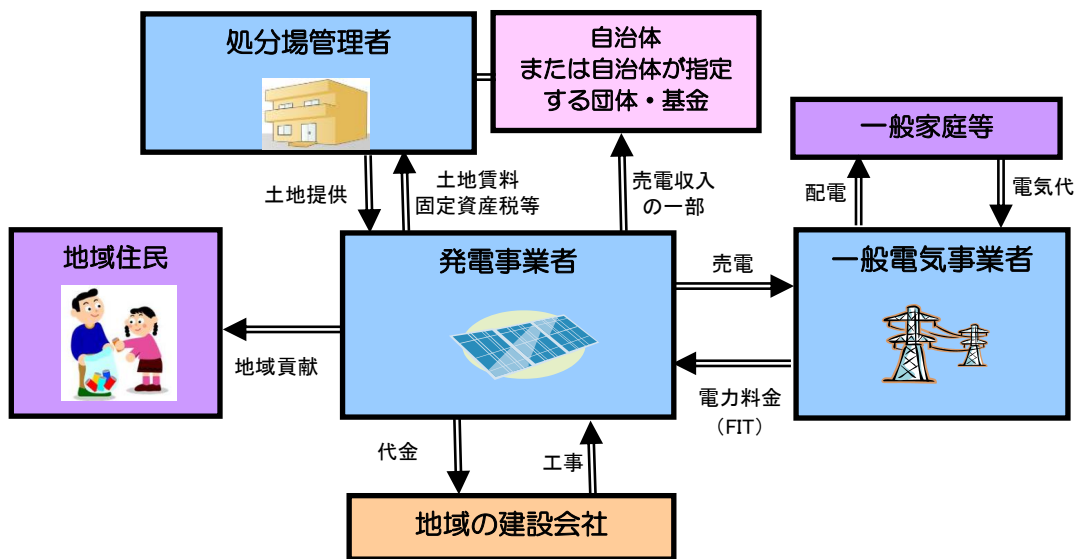 処分場管理者
自治体
または自治体が指定
する団体・基金
一般家庭等
土地提供
土地賃料
固定資産税等
売電収入
の一部
配電
電気代
地域住民
発電事業者
売電
一般電気事業者
地域貢献
電力料金
(FIT)
代金
工事
地域の建設会社